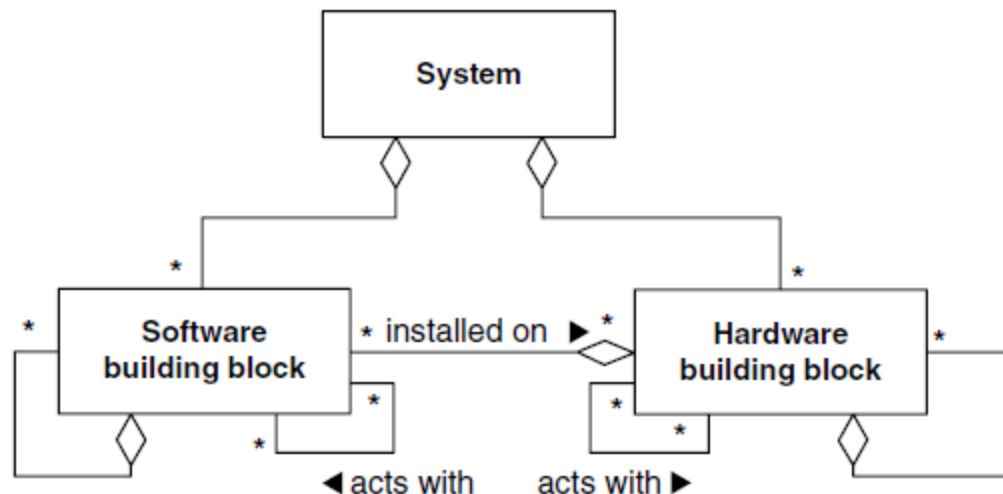 System
*
*
*
Software
building block
* installed on ▶ *
Hardware
building block
*
*
*
*
*
◀ acts with
acts with ▶